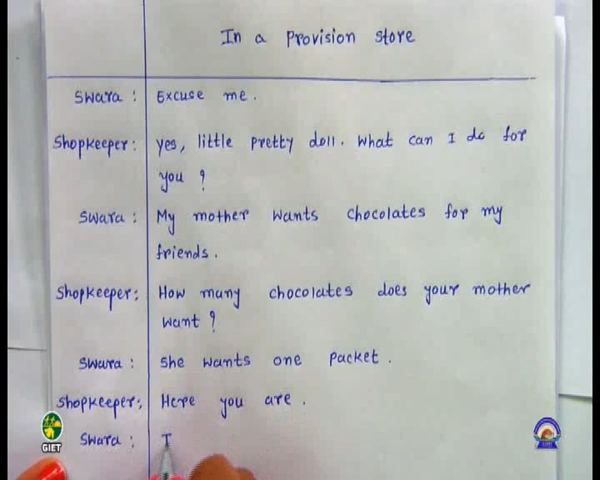 In a provision store
Swara: Excuse me.
Shopkeeper: yes, little pretty doll. What can I do for
you?
Swara: My mother wants chocolates for my
friends.
Shopkeeper: How many chocolates does your mother
want?
Swara: she wants one packet.
Shopkeeper: Here you are.
Swara: T
GIET